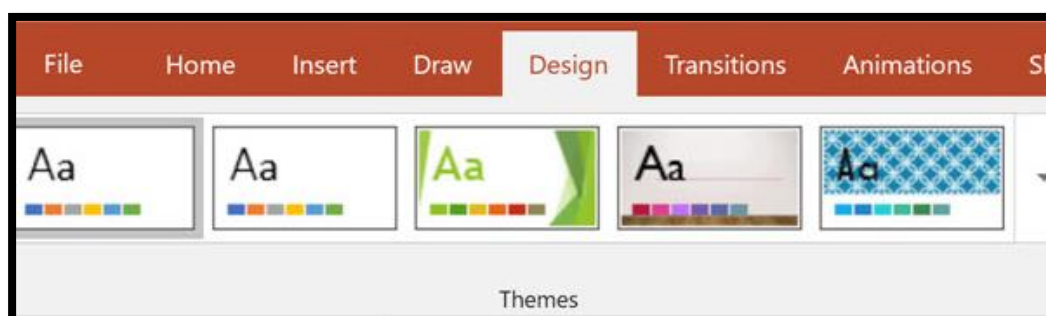 File Home Insert Draw Design Transitions Animations
Aa Aa Aa Aa Aa
Themes